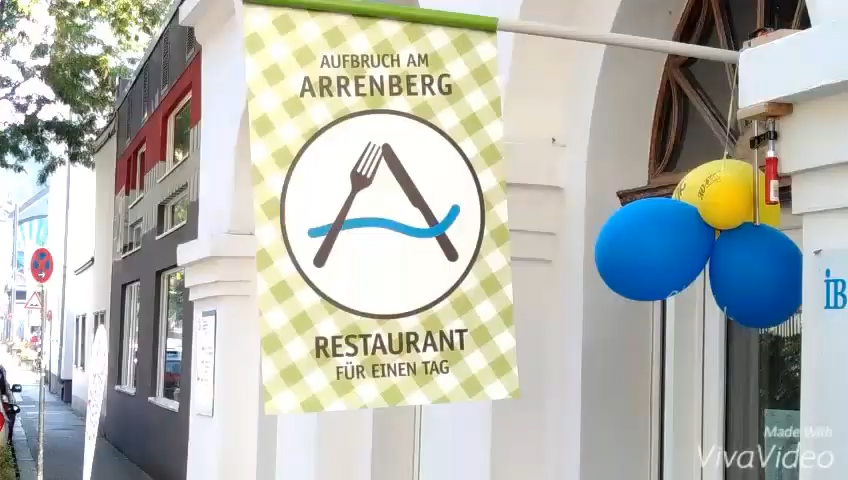 AUFBRUCH AM
ARRENBERG
RESTAURANT
FÜR EINEN TAG
iB
Made With
VivaVideo